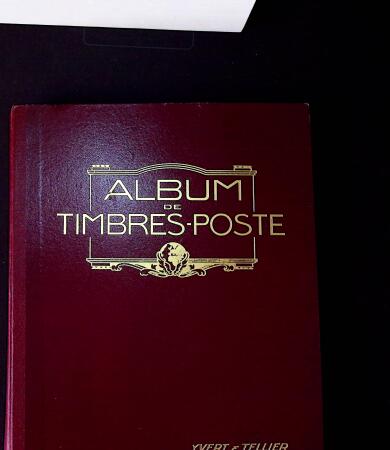 ALBUM
DE
TIMBRES-POSTE
YVERT & TELLIER